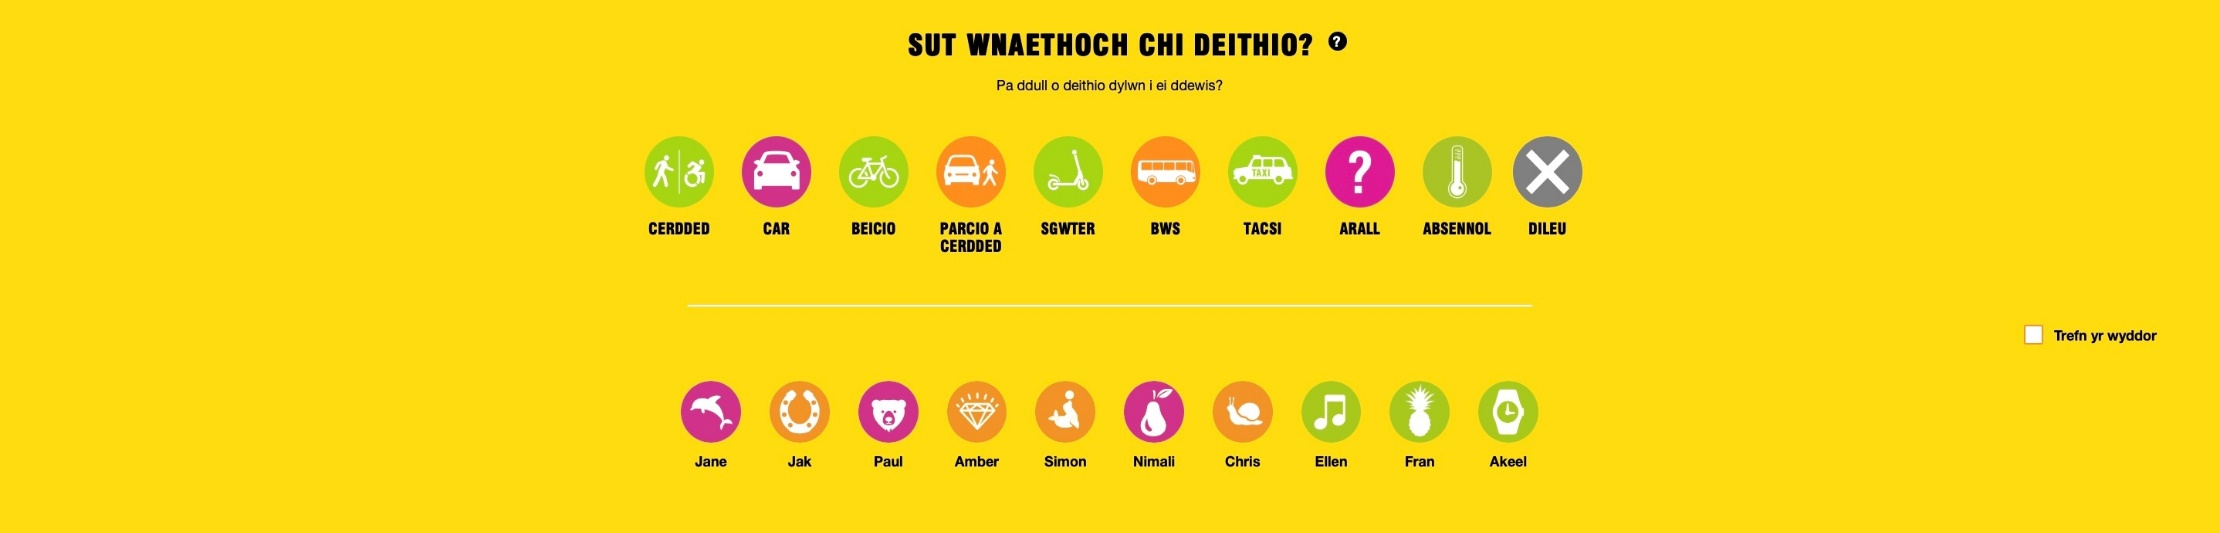 SUT WNAETHOCH CHI DEITHIO? ?
Pa ddull o deithio dylwn i ei ddewis?
TAXI
CERDDED CAR BEICIO PARCIO A CERDDED SGWTER BWS TACSI ARALL ABSENNOL DILEU
Trefn yr wyddor
Jane Jak Paul Amber Simon Nimali Chris Ellen Fran Akeel